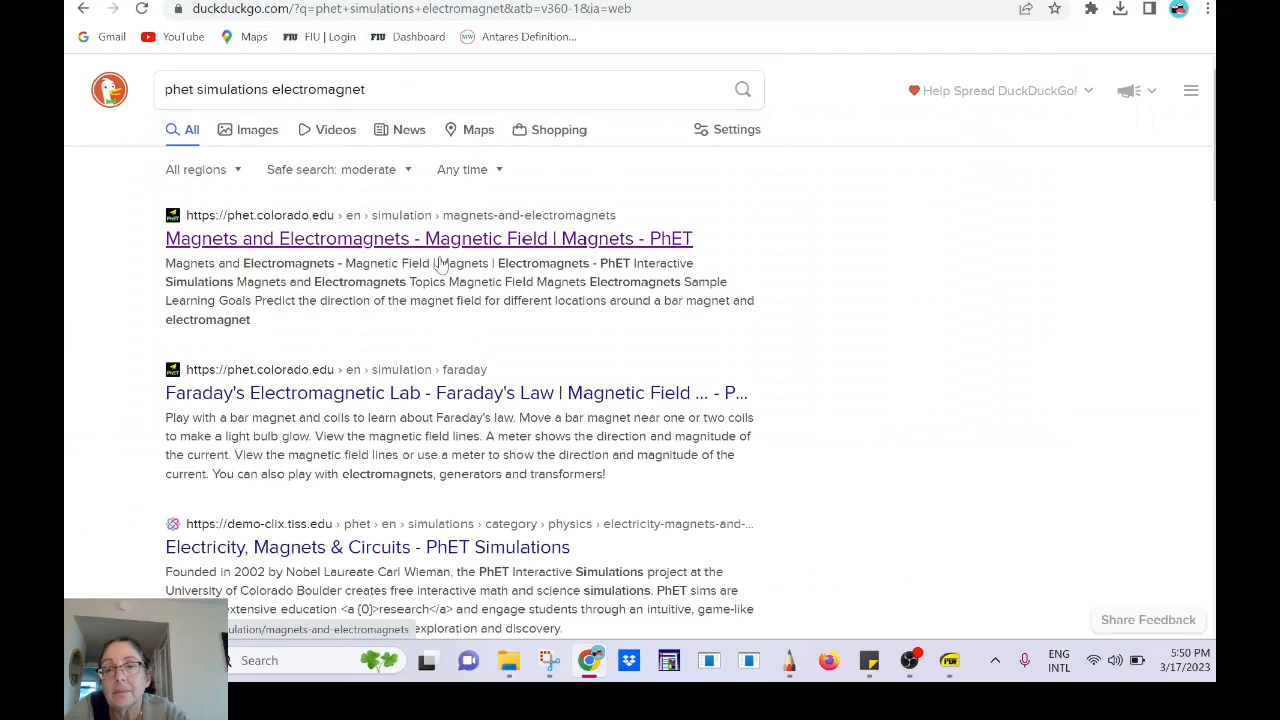 duckduckgo.com/?q=phet+simulations+electromagnet&atb=v360-1&ia=web
Gmail YouTube Maps FIU FIU | Login FIU Dashboard MW Antares Definition...
phet simulations electromagnet
Help Spread DuckDuckGo!
All Images Videos News Maps Shopping Settings
All regions Safe search: moderate Any time
https://phet.colorado.edu › en › simulation › magnets-and-electromagnets
Magnets and Electromagnets - Magnetic Field | Magnets - PhET
Magnets and Electromagnets - Magnetic Field | Magnets | Electromagnets - PhET Interactive
Simulations Magnets and Electromagnets Topics Magnetic Field Magnets Electromagnets Sample
Learning Goals Predict the direction of the magnet field for different locations around a bar magnet and
electromagnet
https://phet.colorado.edu › en › simulation › faraday
Faraday's Electromagnetic Lab - Faraday's Law | Magnetic Field ... - P...
Play with a bar magnet and coils to learn about Faraday's law. Move a bar magnet near one or two coils
to make a light bulb glow. View the magnetic field lines. A meter shows the direction and magnitude of
the current. View the magnetic field lines or use a meter to show the direction and magnitude of the
current. You can also play with electromagnets, generators and transformers!
https://demo-clix.tiss.edu › phet › en › simulations › category › physics › electricity-magnets-and-...
Electricity, Magnets & Circuits - PhET Simulations
Founded in 2002 by Nobel Laureate Carl Wieman, the PhET Interactive Simulations project at the
University of Colorado Boulder creates free interactive math and science simulations. PhET sims are
extensive education <a {0}>research</a> and engage students through an intuitive, game-like
exploration and discovery.
ulation/magnets-and-electromagnets
Share Feedback
Search
PDF
ENG
INTL
5:50 PM
3/17/2023